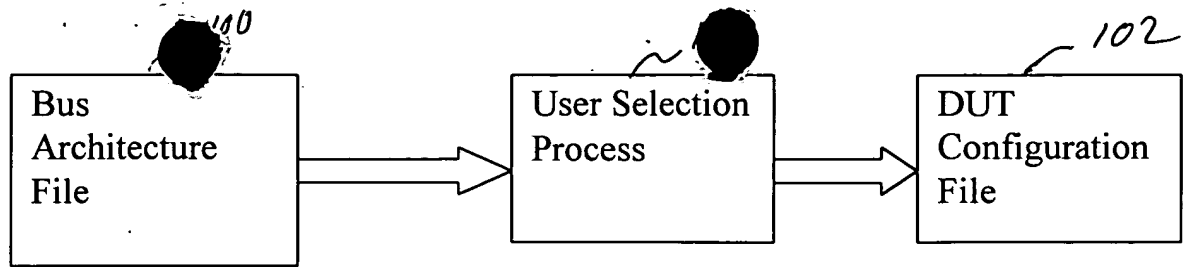 102
Bus
Architecture
File
User Selection
Process
DUT
Configuration
File